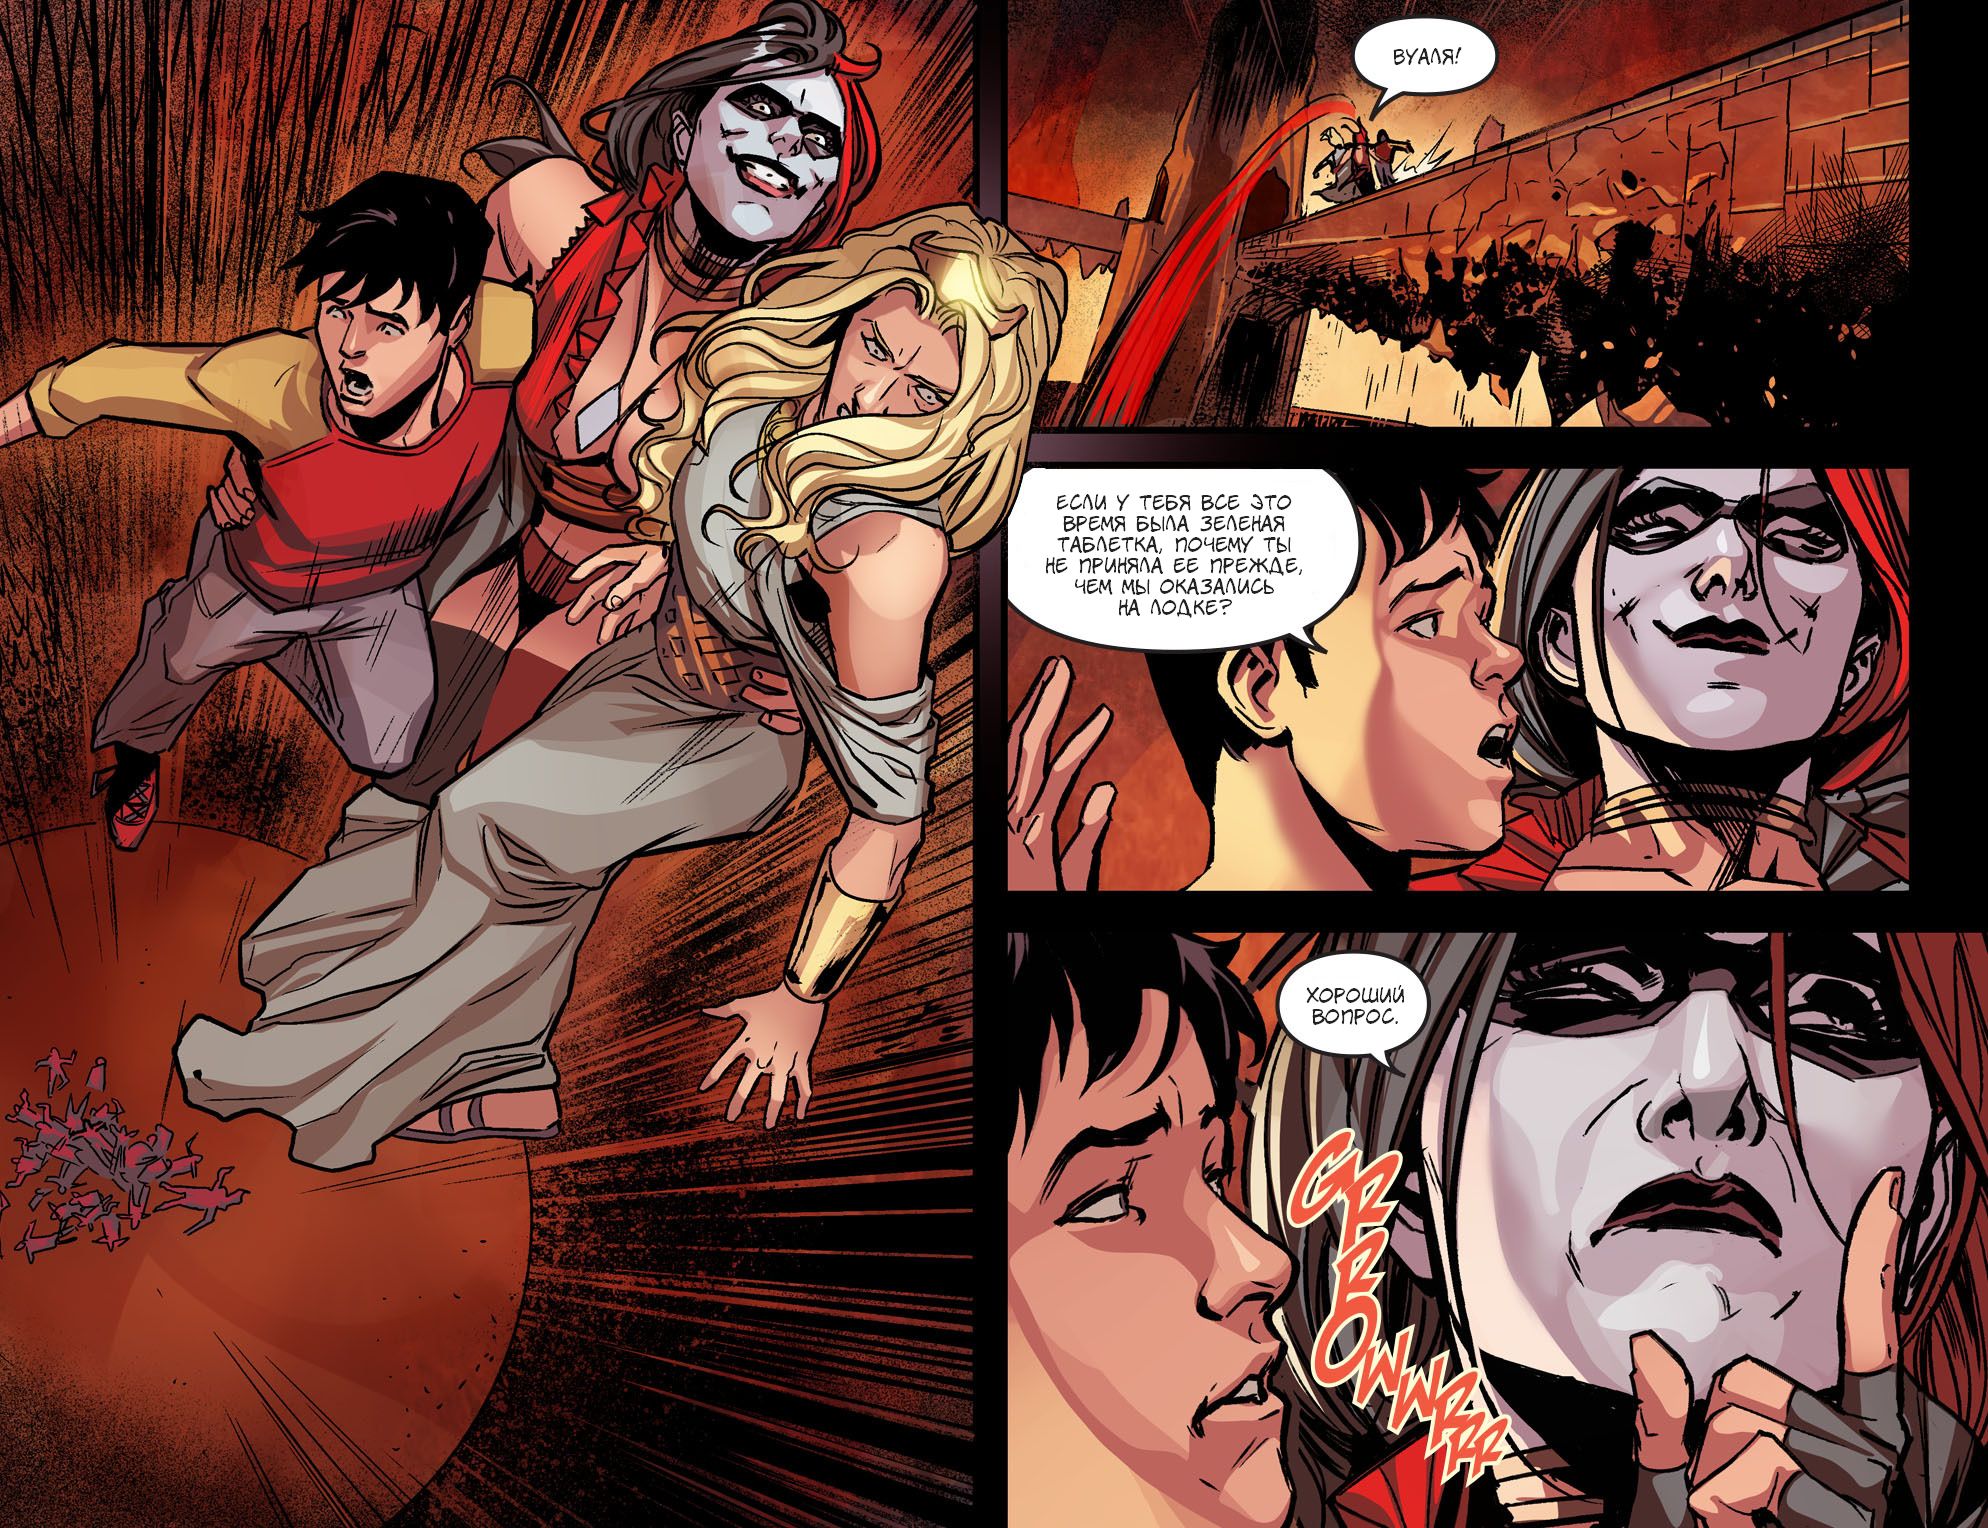 ВУАЛЯ!
ЕСЛИ У ТЕБЯ ВСЕ ЭТО
ВРЕМЯ БЫЛА ЗЕЛЕНАЯ
ТАБЛЕТКА, ПОЧЕМУ ТЫ
НЕ ПРИНЯЛА ЕЕ ПРЕЖДЕ,
ЧЕМ МЫ ОКАЗАЛИСЬ
НА ЛОДКЕ?
ХОРОШИЙ
ВОПРОС.
GRRROWWRRRR